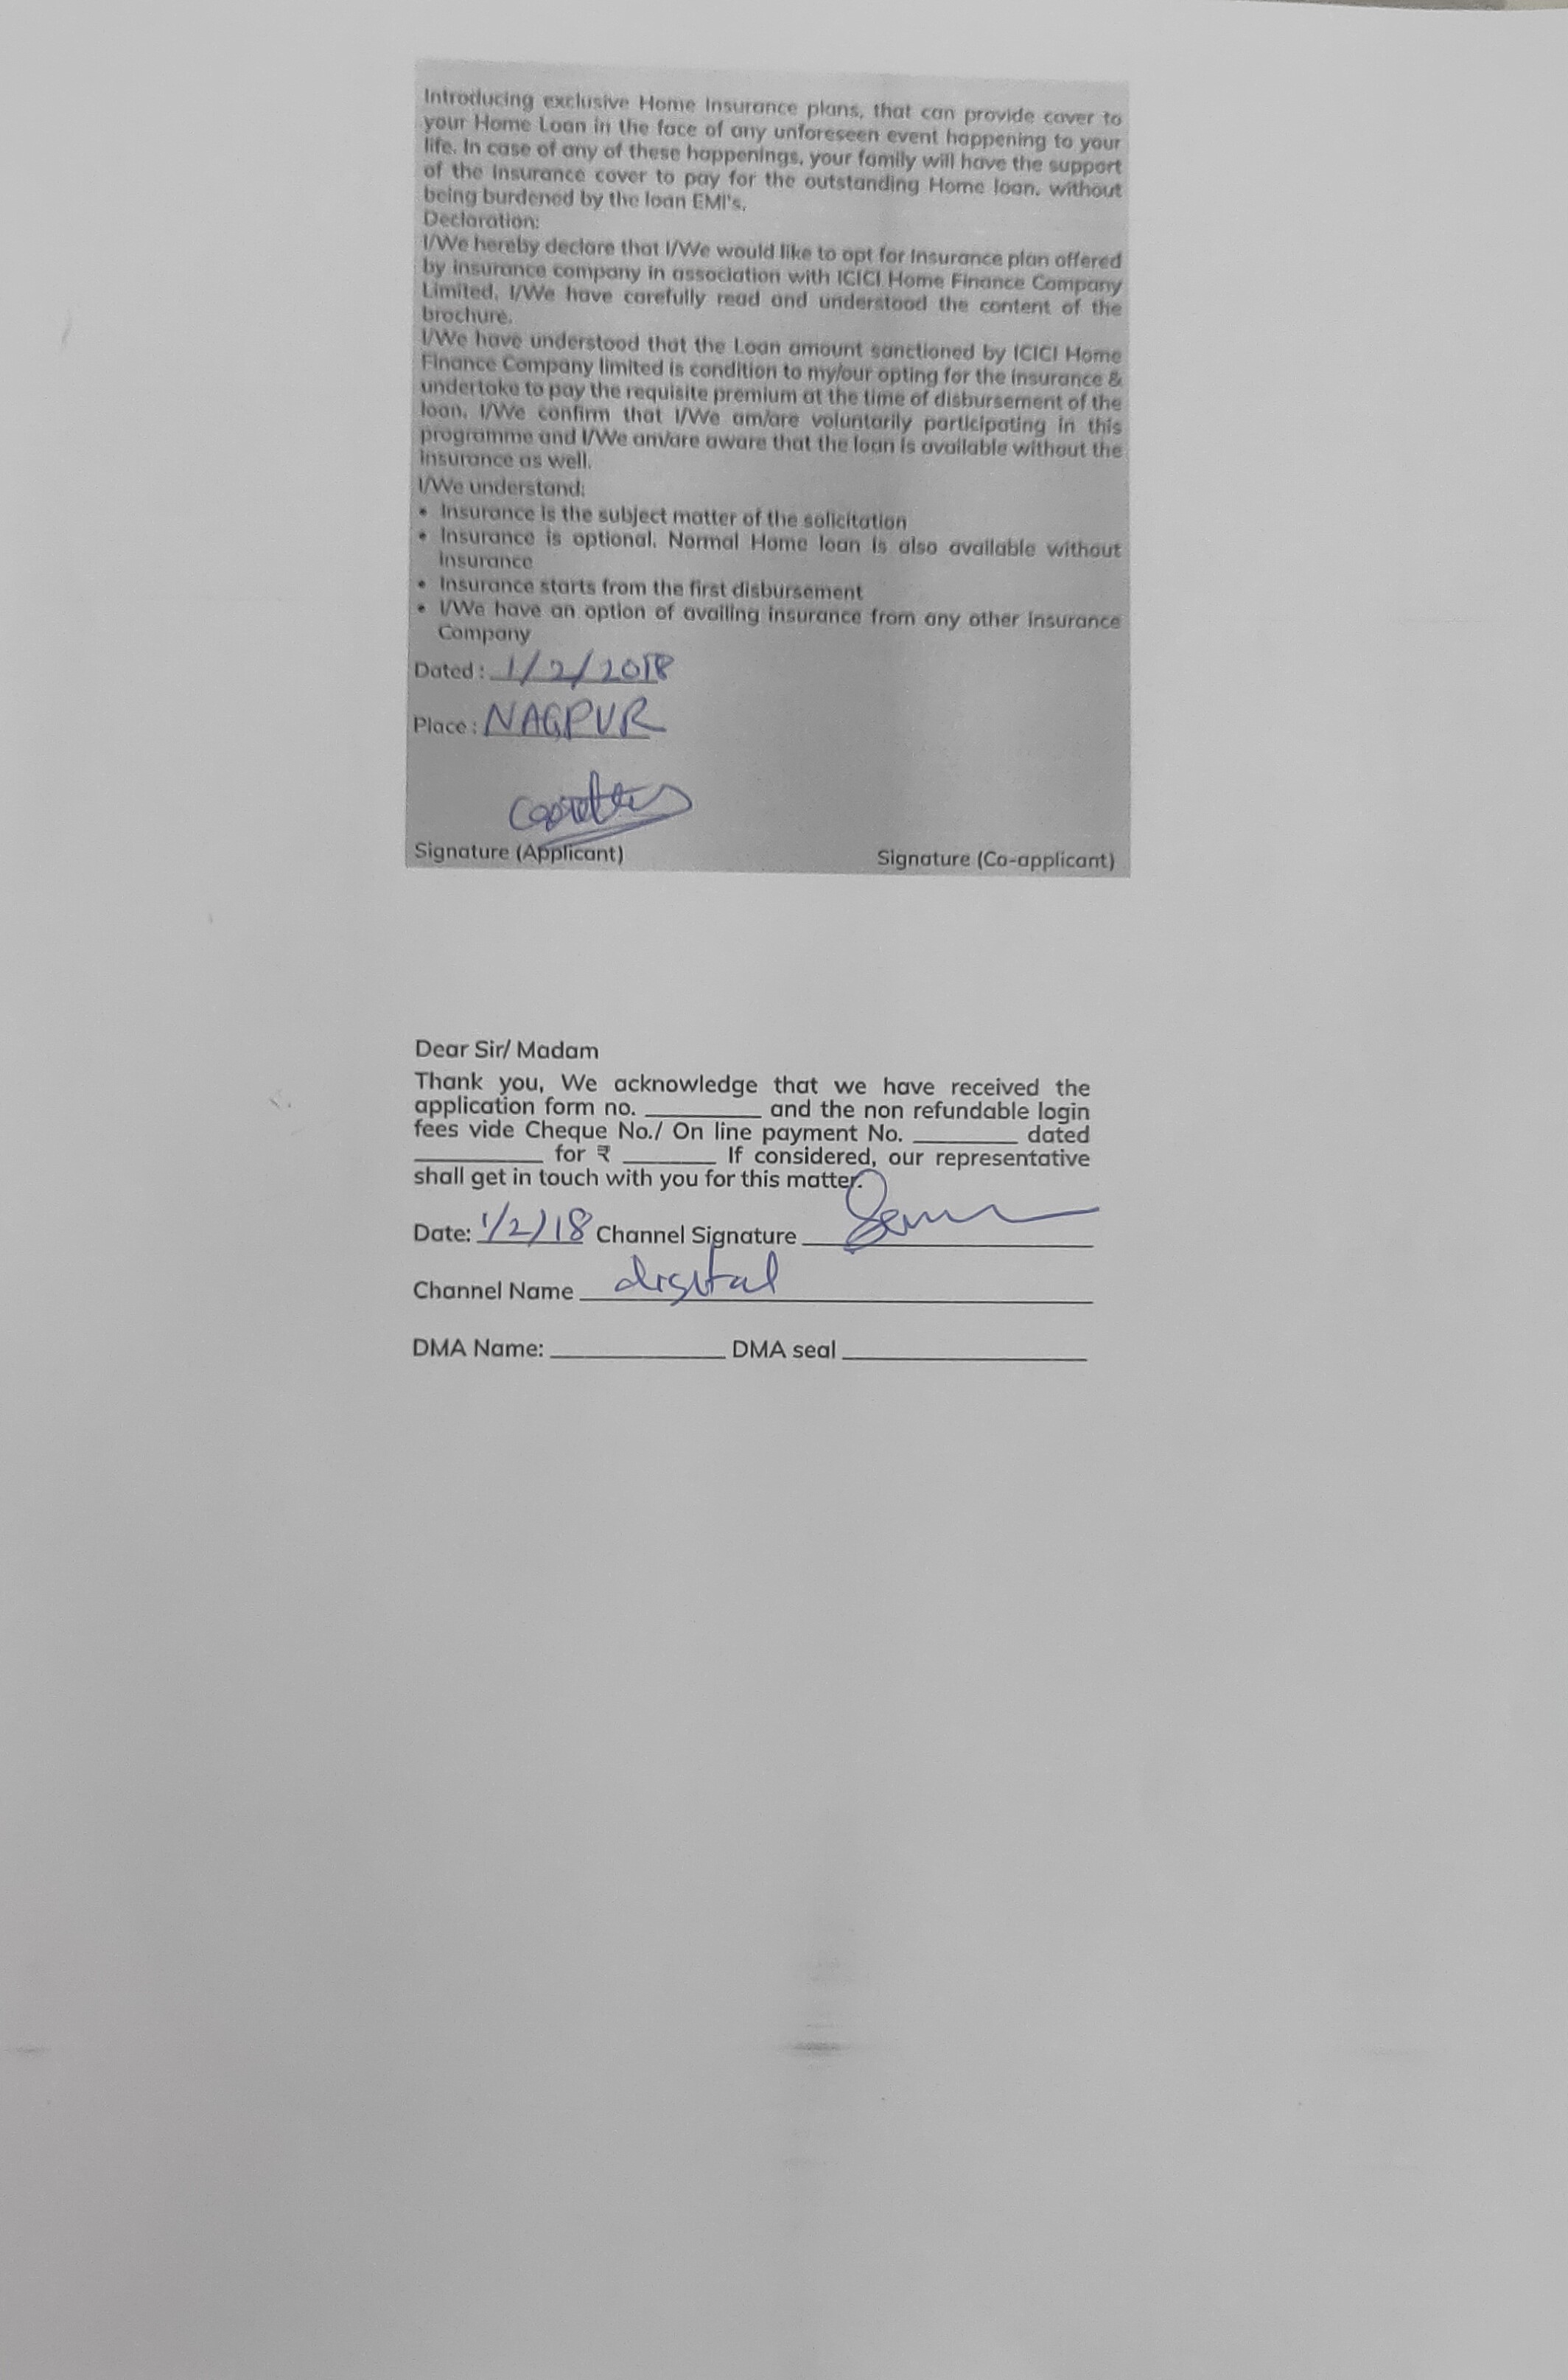 Introducing exclusive Home Insurance plans, that can provide cover to
your Home Loan in the face of any unforeseen event happening to your
life. In case of any of these happenings, your family will have the support
of the Insurance cover to pay for the outstanding Home loan, without
being burdened by the loan EMI's.
Declaration:
I/We hereby declare that I/We would like to opt for Insurance plan offered
by insurance company in association with ICICI Home Finance Company
Limited. I/We have carefully read and understood the content of the
brochure.
I/We have understood that the Loan amount sanctioned by ICICI Home
Finance Company limited is condition to my/our opting for the insurance &
undertake to pay the requisite premium at the time of disbursement of the
loan. I/We confirm that I/We am/are voluntarily participating in this
programme and I/We am/are aware that the loan is available without the
insurance as well.
I/We understand:
• Insurance is the subject matter of the solicitation
• Insurance is optional. Normal Home loan is also available without
Insurance
• Insurance starts from the first disbursement
• I/We have an option of availing insurance from any other Insurance
Company
Dated : 1/2/2018
Place : NAGPUR
Signature (Applicant) Signature (Co-applicant)
Dear Sir/ Madam
Thank you, We acknowledge that we have received the
application form no. __________ and the non refundable login
fees vide Cheque No./ On line payment No. _________ dated
___________ for ₹ ________ If considered, our representative
shall get in touch with you for this matter.
Date: 1/2/18 Channel Signature
Channel Name digital
DMA Name: _______________ DMA seal _____________________